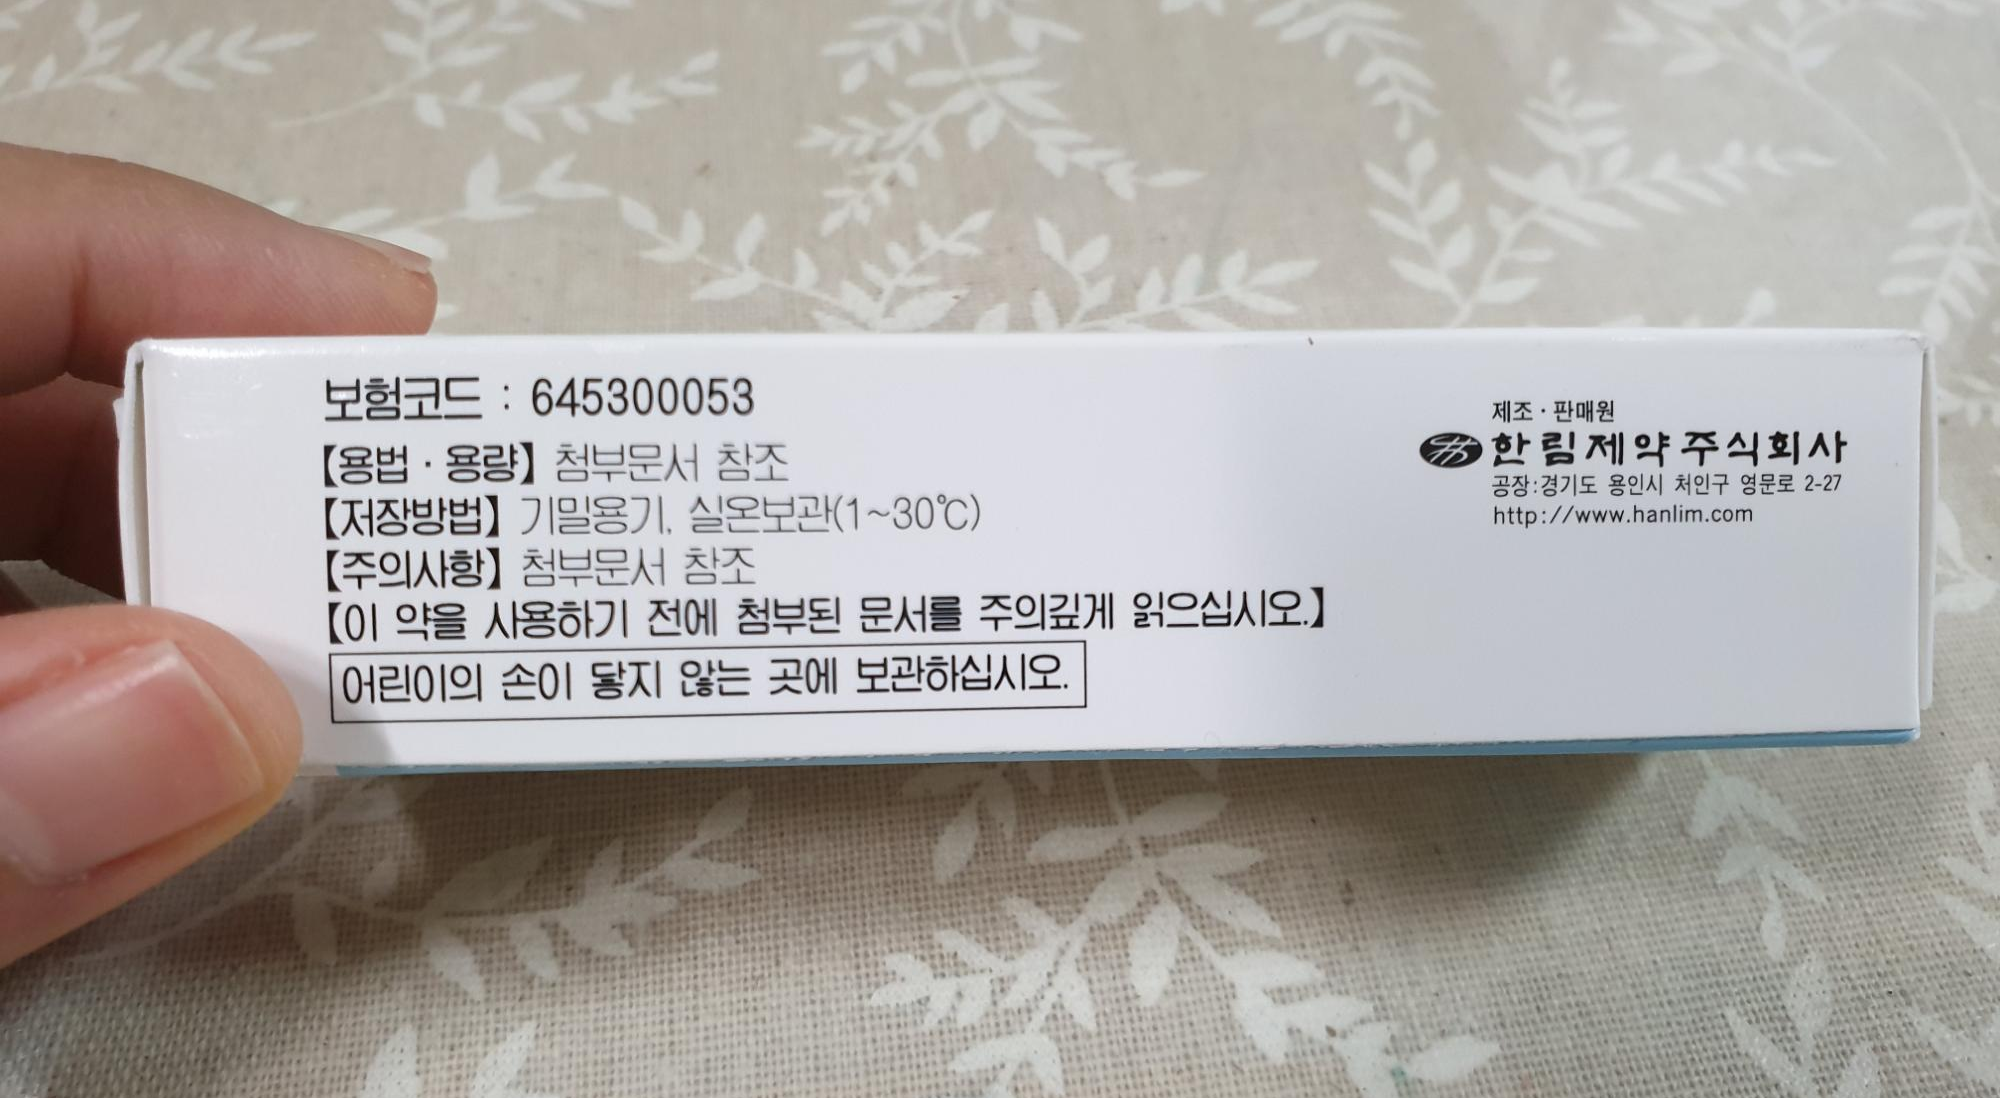 보험코드 : 645300053
【용법 · 용량】 첨부문서 참조
【저장방법】 기밀용기, 실온보관(1~30℃)
【주의사항】 첨부문서 참조
【이 약을 사용하기 전에 첨부된 문서를 주의깊게 읽으십시오.】
어린이의 손이 닿지 않는 곳에 보관하십시오.
제조 · 판매원
한림제약주식회사
공장:경기도 용인시 처인구 영문로 2-27
http://www.hanlim.com